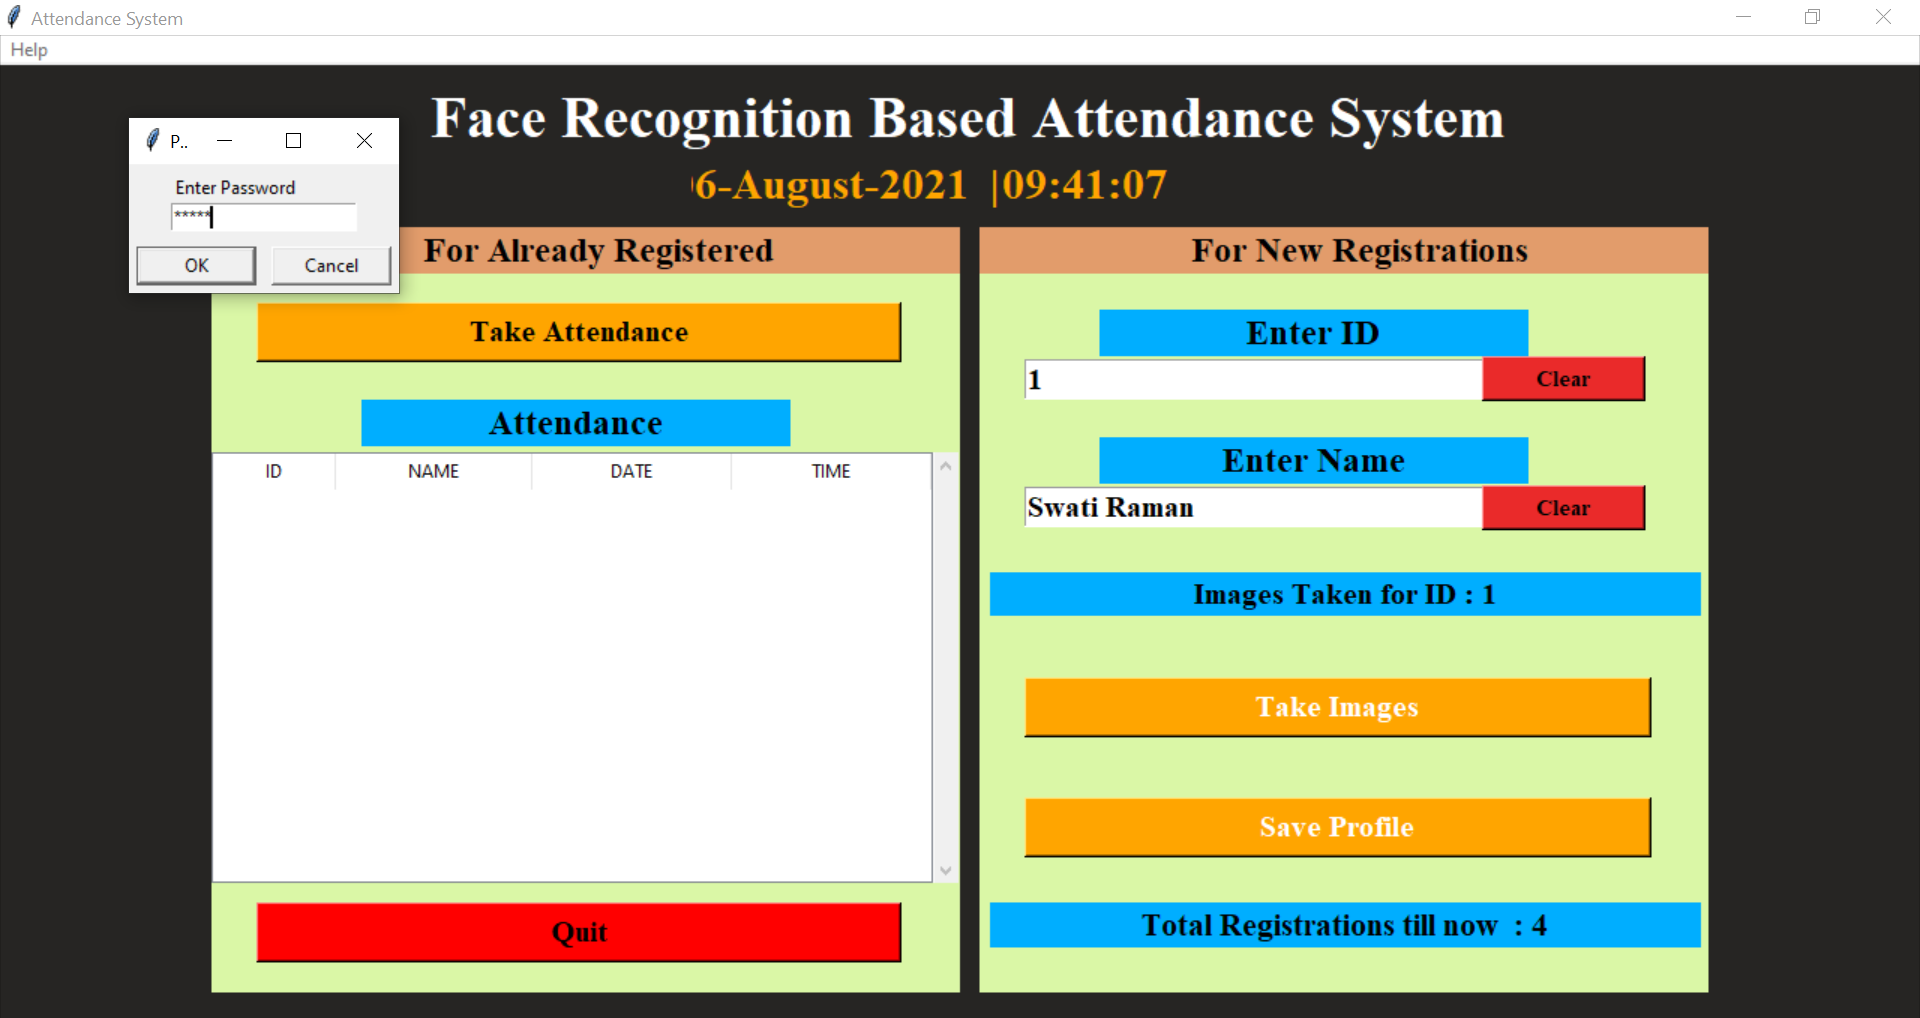 Attendance System
Help
Face Recognition Based Attendance System
6-August-2021 |09:41:07
P..
Enter Password
*****
OK Cancel
For Already Registered
Take Attendance
Attendance
ID NAME DATE TIME
Quit
For New Registrations
Enter ID
1 Clear
Enter Name
Swati Raman Clear
Images Taken for ID : 1
Take Images
Save Profile
Total Registrations till now : 4